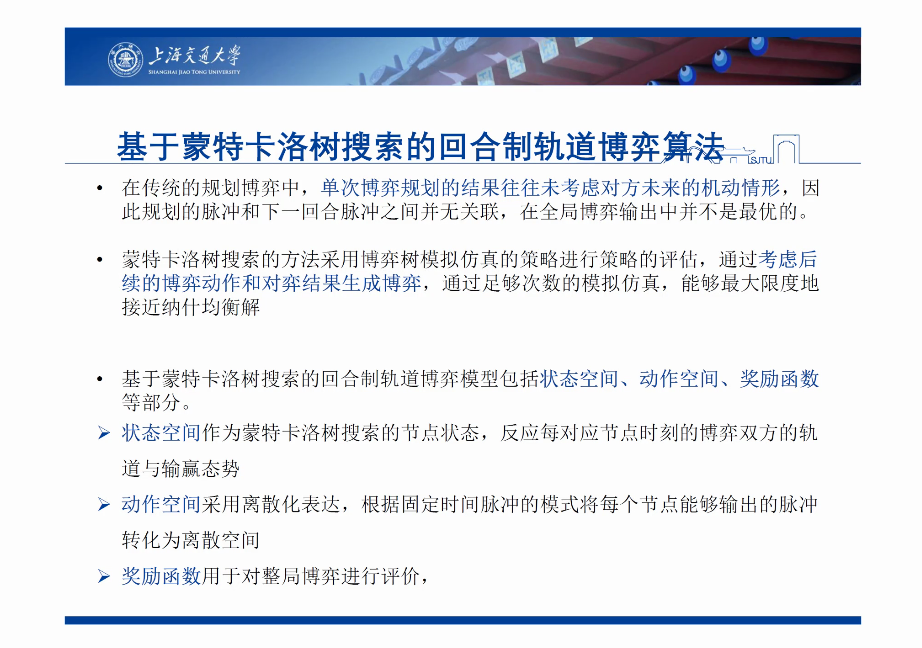 上海交通大学
SHANGHAI JIAO TONG UNIVERSITY
基于蒙特卡洛树搜索的回合制轨道博弈算法
SJTU
• 在传统的规划博弈中，单次博弈规划的结果往往未考虑对方未来的机动情形，因
此规划的脉冲和下一回合脉冲之间并无关联，在全局博弈输出中并不是最优的。
• 蒙特卡洛树搜索的方法采用博弈树模拟仿真的策略进行策略的评估，通过考虑后
续的博弈动作和对弈结果生成博弈，通过足够次数的模拟仿真，能够最大限度地
接近纳什均衡解
• 基于蒙特卡洛树搜索的回合制轨道博弈模型包括状态空间、动作空间、奖励函数
等部分。
➢ 状态空间作为蒙特卡洛树搜索的节点状态，反应每对应节点时刻的博弈双方的轨
道与输赢态势
➢ 动作空间采用离散化表达，根据固定时间脉冲的模式将每个节点能够输出的脉冲
转化为离散空间
➢ 奖励函数用于对整局博弈进行评价，